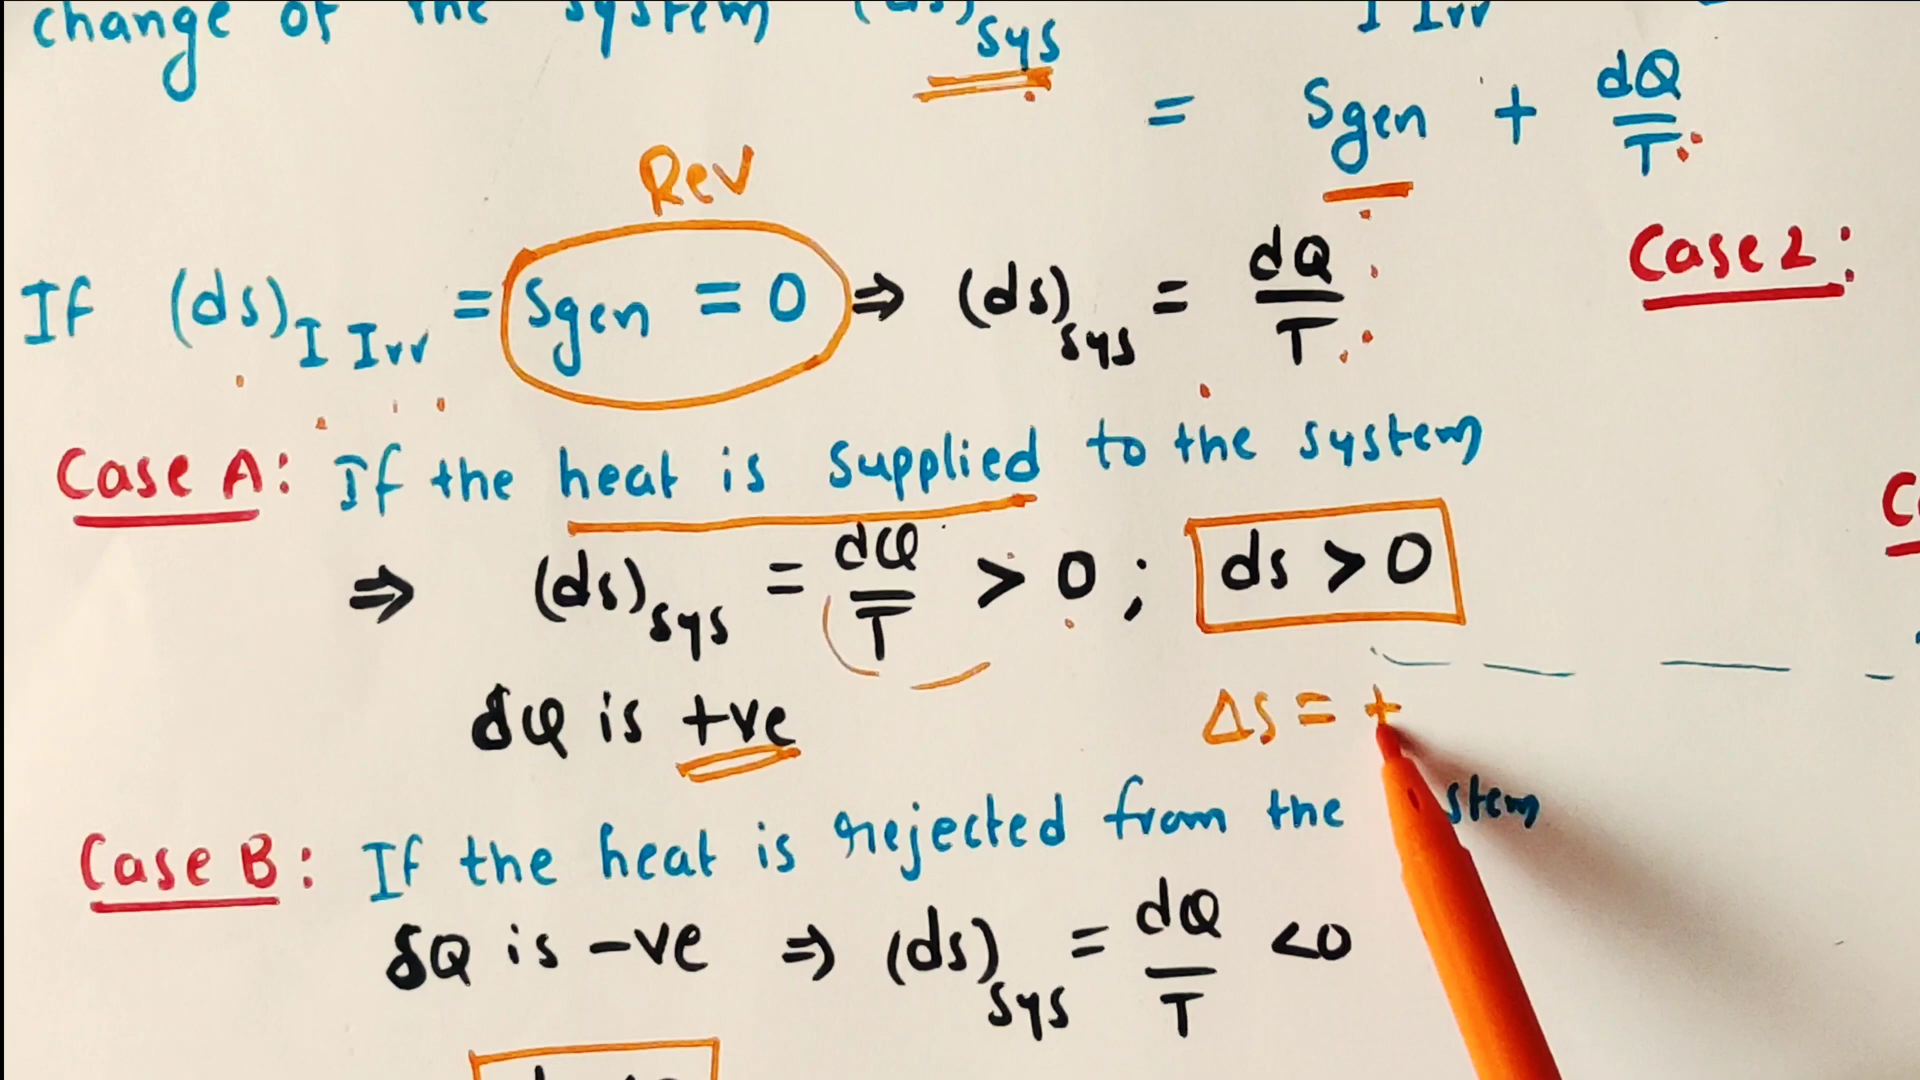 change of the system (ds)sys
I Irr
= Sgen + dQ/T
Rev
If (ds)I Irr = Sgen = 0 ⇒ (ds)sys = dQ/T
Case 2:
Case A: If the heat is supplied to the system
⇒ (ds)sys = dQ/T > 0 ; ds > 0
δQ is +ve
Δs = +
Case B: If the heat is rejected from the stem
δQ is -ve ⇒ (ds)sys = dQ/T <0